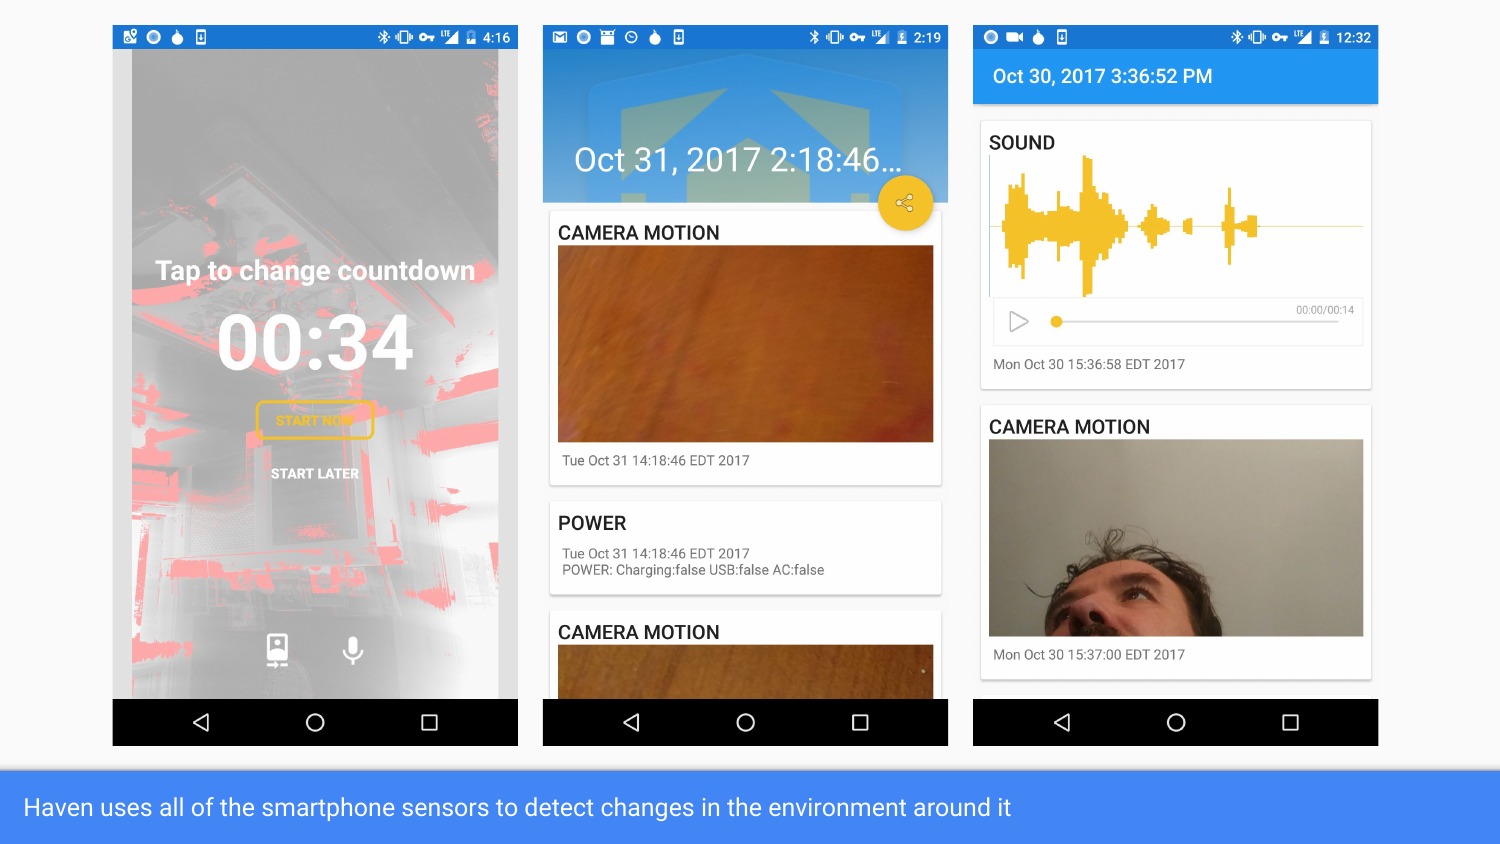 4:16
Tap to change countdown
00:34
START NOW
START LATER
LTE
2:19
Oct 31, 2017 2:18:46...
CAMERA MOTION
Tue Oct 31 14:18:46 EDT 2017
POWER
Tue Oct 31 14:18:46 EDT 2017
POWER: Charging:false USB:false AC:false
CAMERA MOTION
LTE
12:32
Oct 30, 2017 3:36:52 PM
SOUND
00:00/00:14
Mon Oct 30 15:36:58 EDT 2017
CAMERA MOTION
Mon Oct 30 15:37:00 EDT 2017
Haven uses all of the smartphone sensors to detect changes in the environment around it